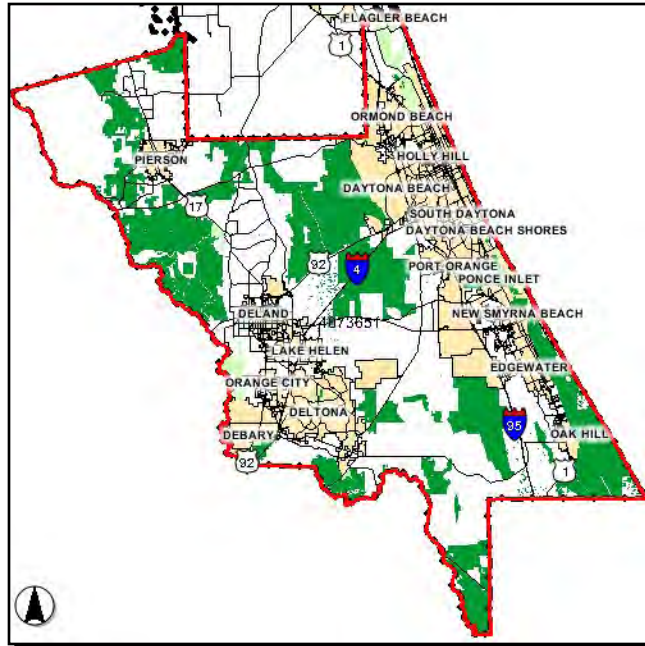 FLAGLER BEACH
1
ORMOND BEACH
HOLLY HILL
PIERSON
DAYTONA BEACH
17
SOUTH DAYTONA
DAYTONA BEACH SHORES
92
4
PORT ORANGE
PONCE INLET
DELAND
NEW SMYRNA BEACH
4873651
LAKE HELEN
EDGEWATER
ORANGE CITY
DELTONA
95
DEBARY
OAK HILL
92
1